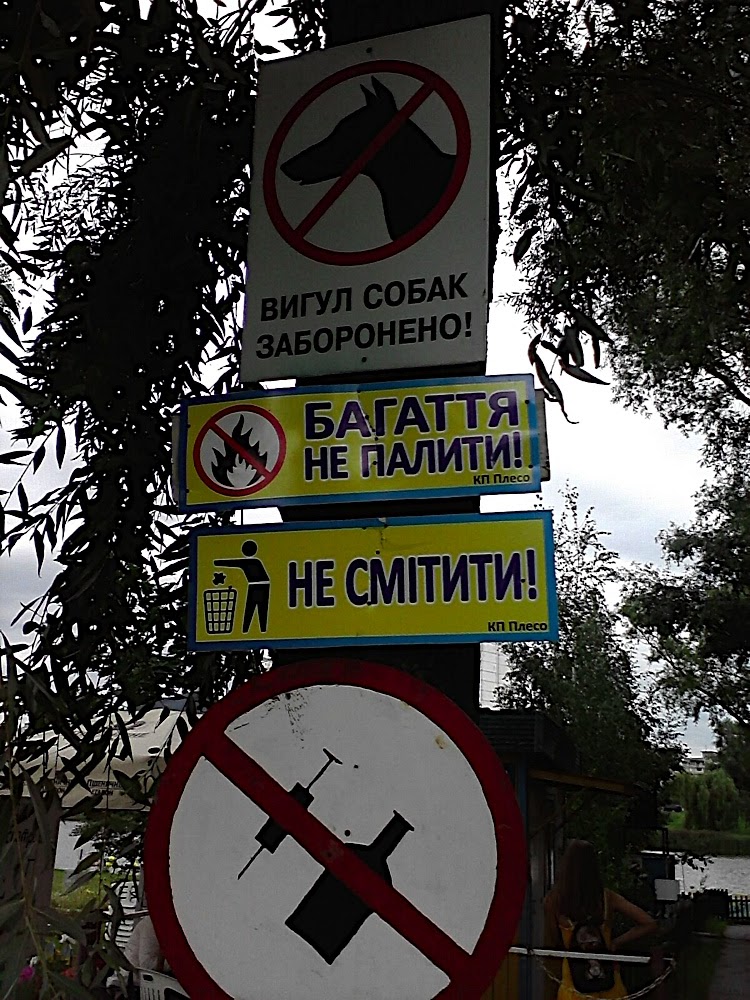 ВИГУЛ СОБАК
ЗАБОРОНЕНО!
БАГАТТЯ
НЕ ПАЛИТИ!
КП Плесо
НЕ СМІТИТИ!
КП Плесо